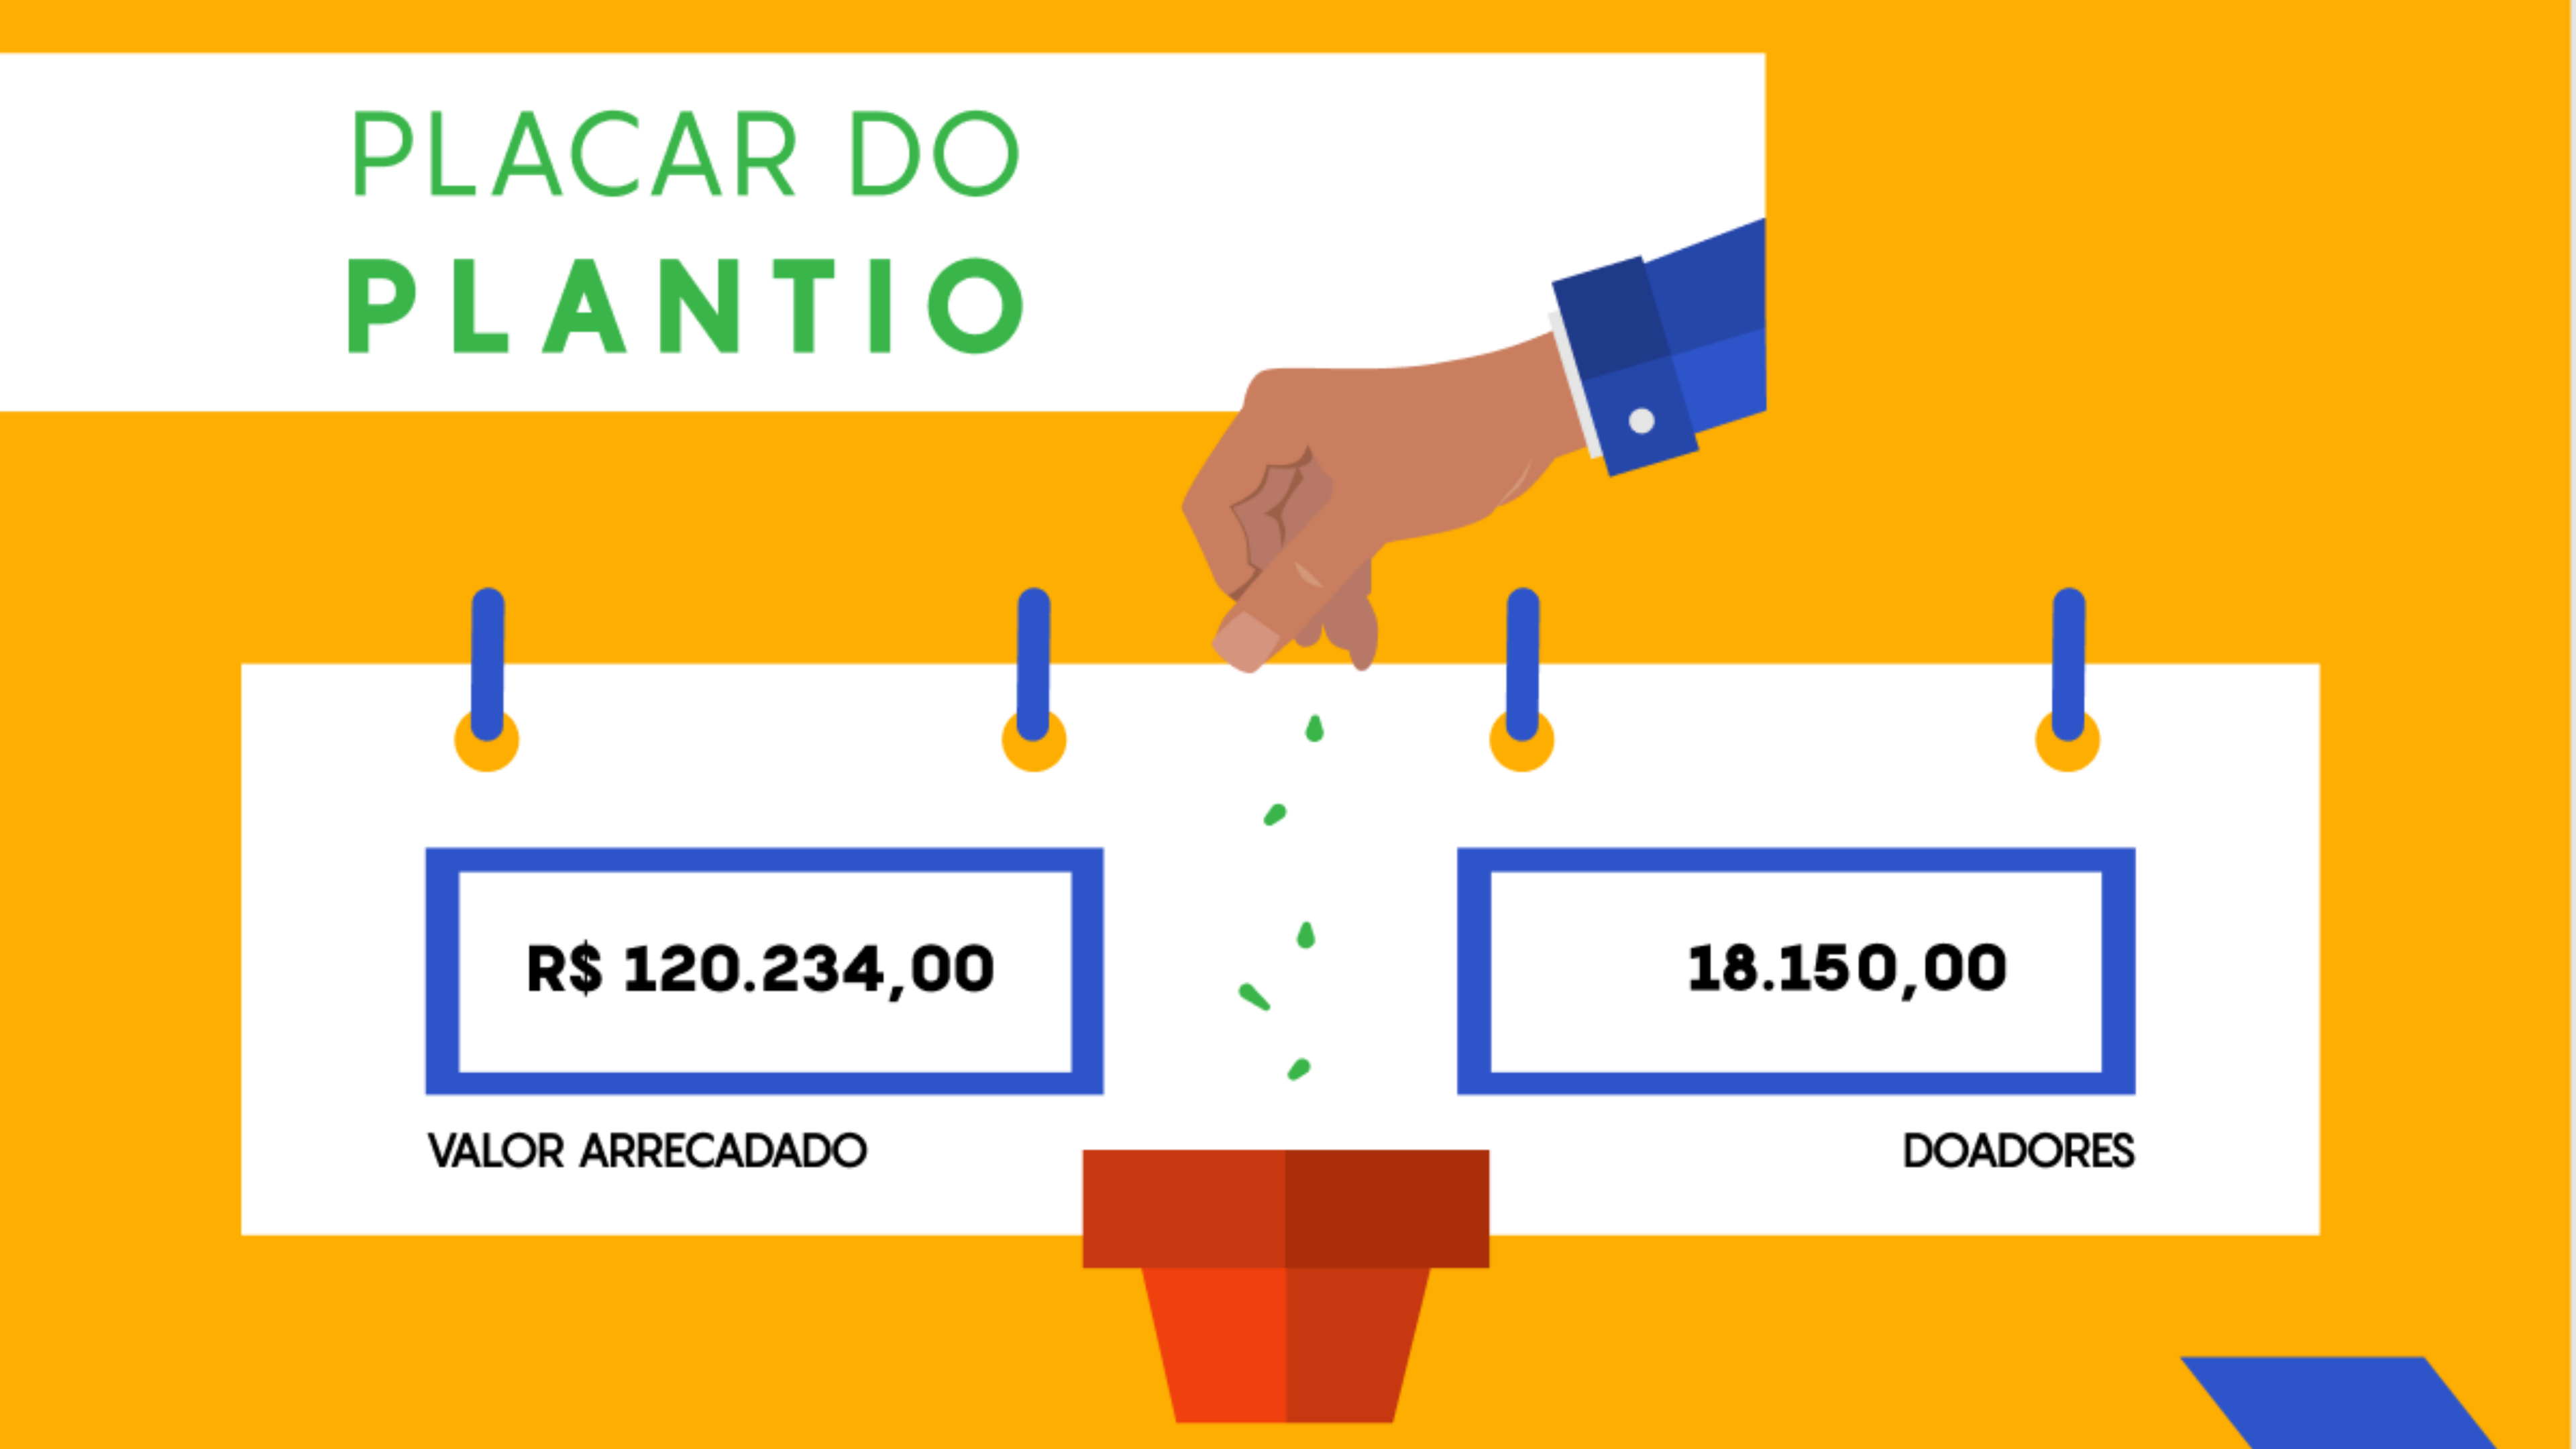 PLACAR DO
PLANTIO
R$ 120.234,00
18.150,00
VALOR ARRECADADO
DOADORES